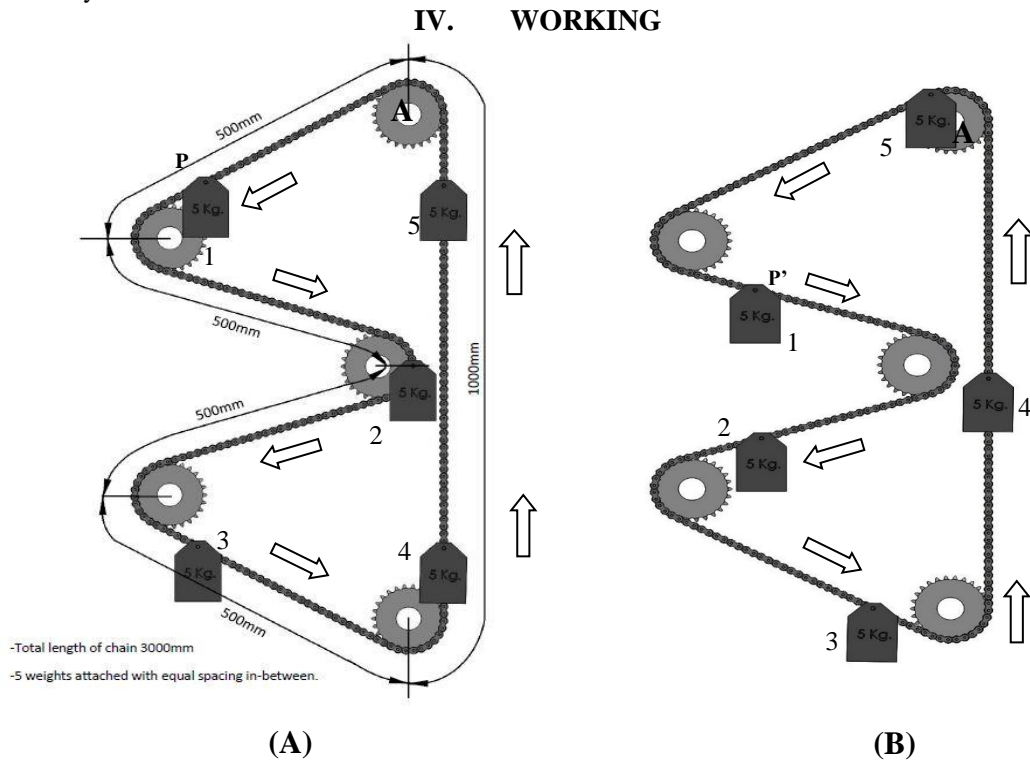 IV. WORKING
500mm
A
P
5 Kg.
1
5 Kg.
5
500mm
1000mm
500mm
5 Kg.
2
3
5 Kg.
4
5 Kg.
500mm
-Total length of chain 3000mm
-5 weights attached with equal spacing in-between.
(A)
5 Kg.
5
A
P’
5 Kg.
1
5 Kg.
4
2
5 Kg.
5 Kg.
3
(B)